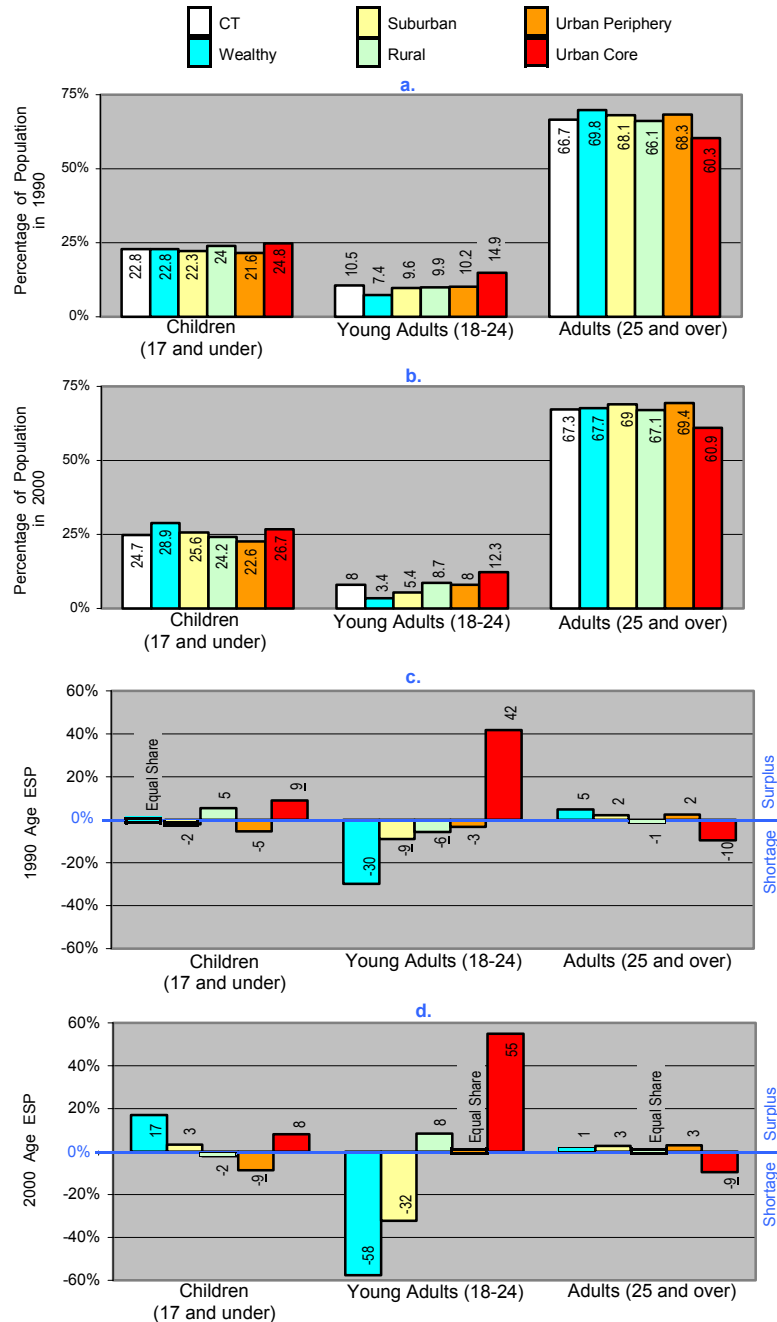 CT Suburban Urban Periphery
Wealthy Rural Urban Core
a.
Percentage of Population
in 1990
75%
50%
25%
0%
22.8 22.8 22.3 24 21.6 24.8
10.5 7.4 9.6 9.9 10.2 14.9
66.7 69.8 68.1 66.1 68.3 60.3
Children Young Adults (18-24) Adults (25 and over)
(17 and under)
b.
Percentage of Population
in 2000
75%
50%
25%
0%
24.7 28.9 25.6 24.2 22.6 26.7
8 3.4 5.4 8.7 8 12.3
67.3 67.7 69 67.1 69.4 60.9
Children Young Adults (18-24) Adults (25 and over)
(17 and under)
c.
1990 Age ESP
60%
40%
20%
0%
-20%
-40%
-60%
Equal Share -2 5 -5 9
-30 -9 -6 -3 42
5 2 -1 2 -10
Surplus
Shortage
Children Young Adults (18-24) Adults (25 and over)
(17 and under)
d.
2000 Age ESP
60%
40%
20%
0%
-20%
-40%
-60%
17 3 -2 -9 8
-58 -32 8 Equal Share 55
1 3 Equal Share 3 -9
Surplus
Shortage
Children Young Adults (18-24) Adults (25 and over)
(17 and under)